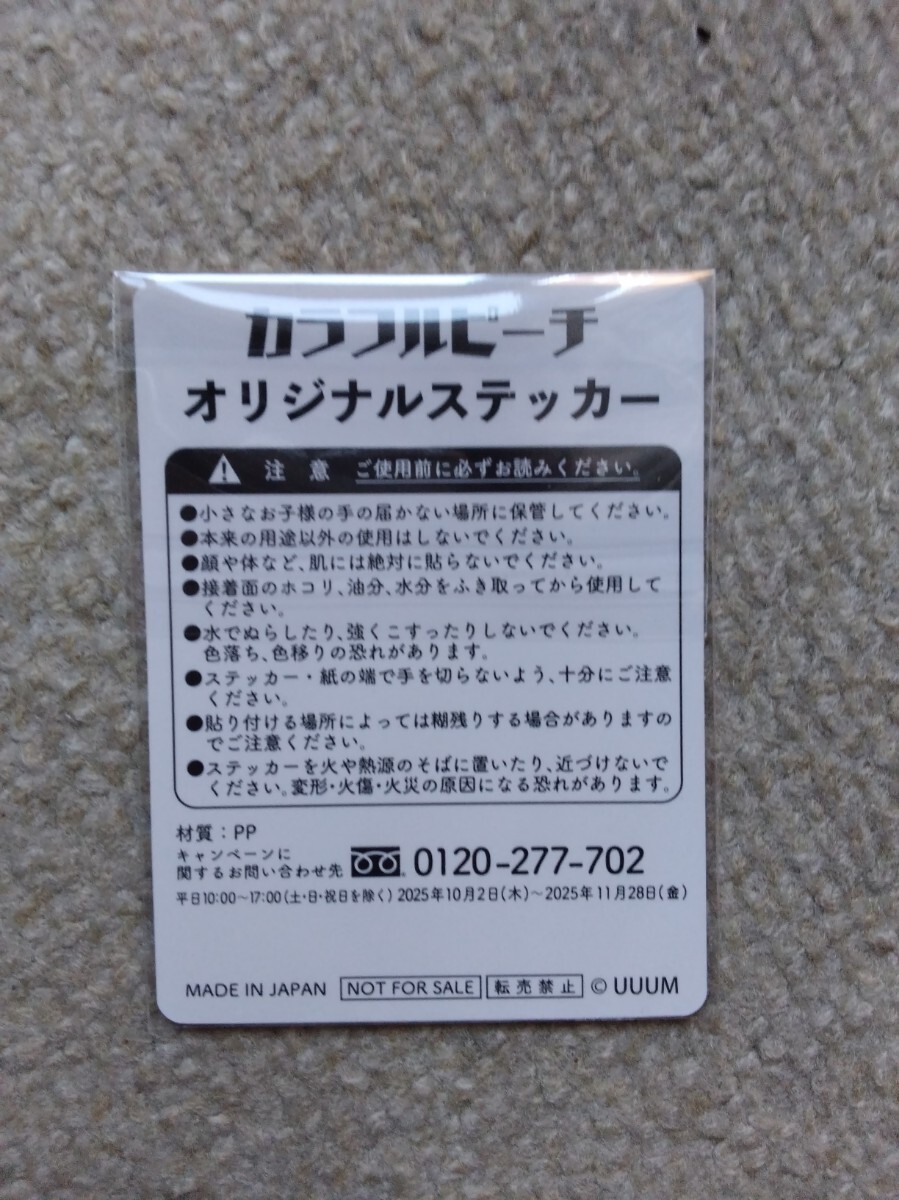 カラフルピーチ
オリジナルステッカー
注意 ご使用前に必ずお読みください。
●小さなお子様の手の届かない場所に保管してください。
●本来の用途以外の使用はしないでください。
●顔や体など、肌には絶対に貼らないでください。
●接着面のホコリ、油分、水分をふき取ってから使用して
ください。
●水でぬらしたり、強くこすったりしないでください。
色落ち、色移りの恐れがあります。
●ステッカー・紙の端で手を切らないよう、十分にご注意
ください。
●貼り付ける場所によっては糊残りする場合がありますの
でご注意ください。
●ステッカーを火や熱源のそばに置いたり、近づけないで
ください。変形・火傷・火災の原因になる恐れがあります。
材質：PP
キャンペーンに
関するお問い合わせ先 0120-277-702
平日10:00～17:00（土・日・祝日を除く） 2025年10月2日（木）～2025年11月28日（金）
MADE IN JAPAN NOT FOR SALE 転売禁止 © UUUM